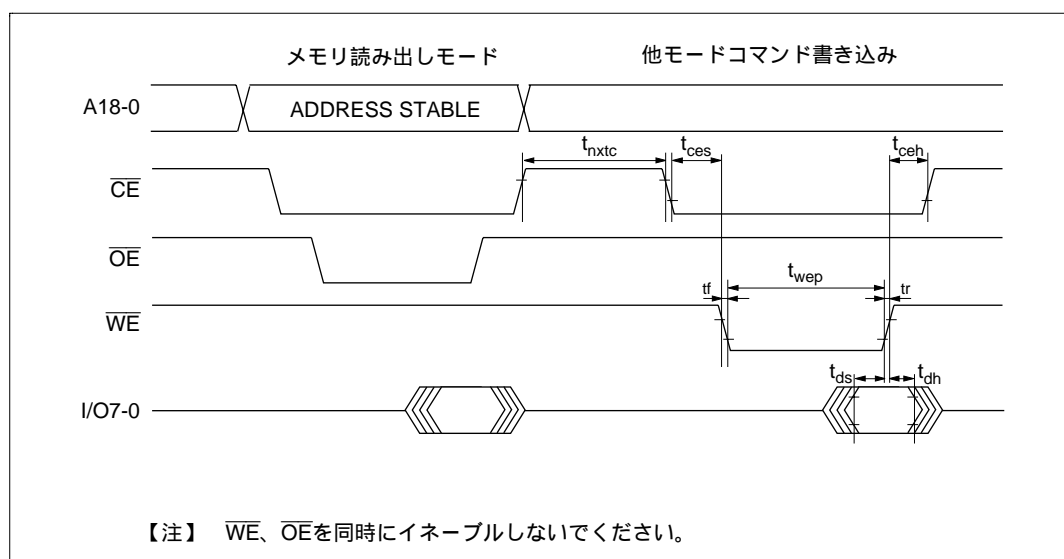 メモリ読み出しモード 他モードコマンド書き込み
A18-0 ADDRESS STABLE
tnxtc tces tceh
CE
OE
twep
tf tr
WE
tds tdh
I/O7-0
【注】 WE、OEを同時にイネーブルしないでください。